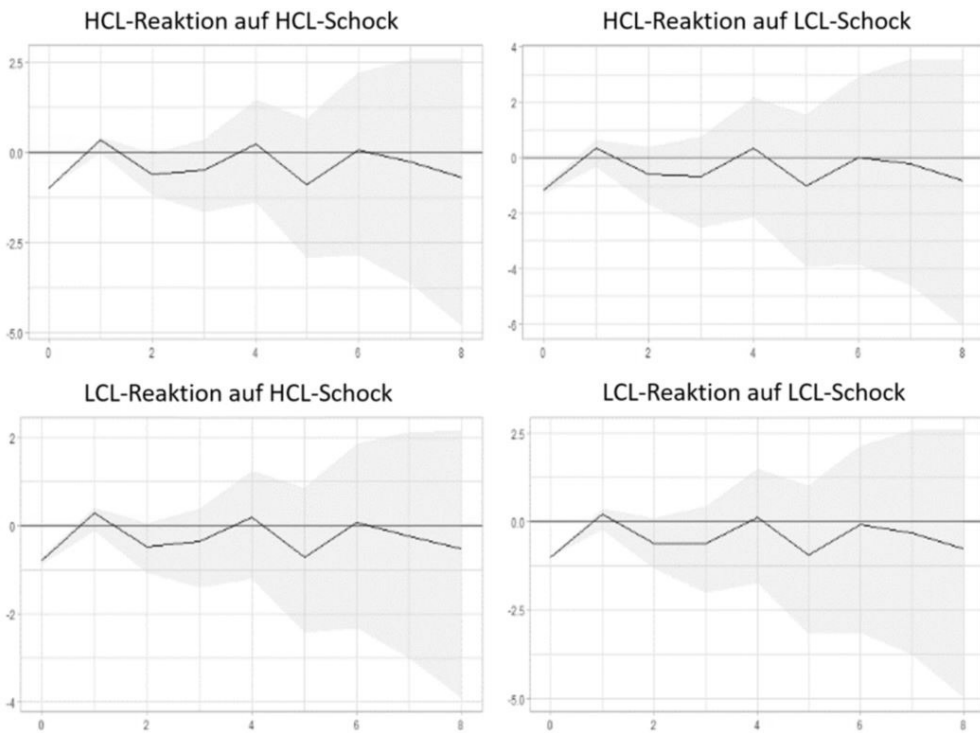 HCL-Reaktion auf HCL-Schock
2.5
0.0
-2.5
-5.0
0 2 4 6 8
HCL-Reaktion auf LCL-Schock
4
2
0
-2
-4
-6
0 2 4 6 8
LCL-Reaktion auf HCL-Schock
2
0
-2
-4
0 2 4 6 8
LCL-Reaktion auf LCL-Schock
2.5
0.0
-2.5
-5.0
0 2 4 6 8